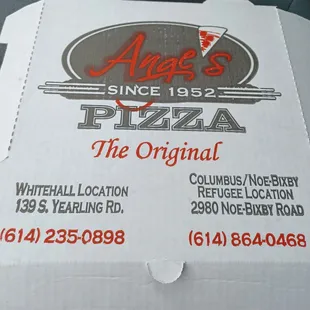 Ange's
SINCE 1952
PIZZA
The Original
WHITEHALL LOCATION
139 S. YEARLING RD.
(614) 235-0898
COLUMBUS/NOE-BIXBY
REFUGEE LOCATION
2980 NOE-BIXBY ROAD
(614) 864-0468